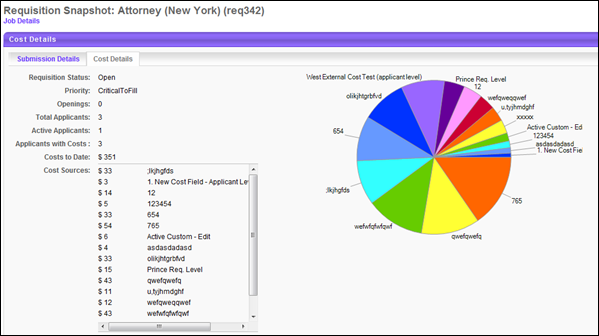 Requisition Snapshot: Attorney (New York) (req342)
Job Details
Cost Details
Submission Details Cost Details
Requisition Status: Open
Priority: CriticalToFill
Openings: 0
Total Applicants: 3
Active Applicants: 1
Applicants with Costs : 3
Costs to Date: $ 351
Cost Sources: $ 33 ;lkjhgfds
$ 3 1. New Cost Field - Applicant Le
$ 14 12
$ 5 123454
$ 33 654
$ 54 765
$ 6 Active Custom - Edit
$ 4 asdasdadasd
$ 33 olikjhtgrbfvd
$ 15 Prince Req. Level
$ 43 qwefqwefq
$ 11 u,tyjhmdghf
$ 12 wefweqqwef
$ 43 wefwfqfwfqwf
West External Cost Test (applicant level)
Prince Req. Level
12
wefqweqqwef
u,tyjhmdghf
xxxxx
Active Custom - Ed
123454
asdasdadasd
1. New Cost Fie
olikjhtgrbfvd
654
;lkjhgfds
wefwfqfwfqwf
qwefqwefq
765